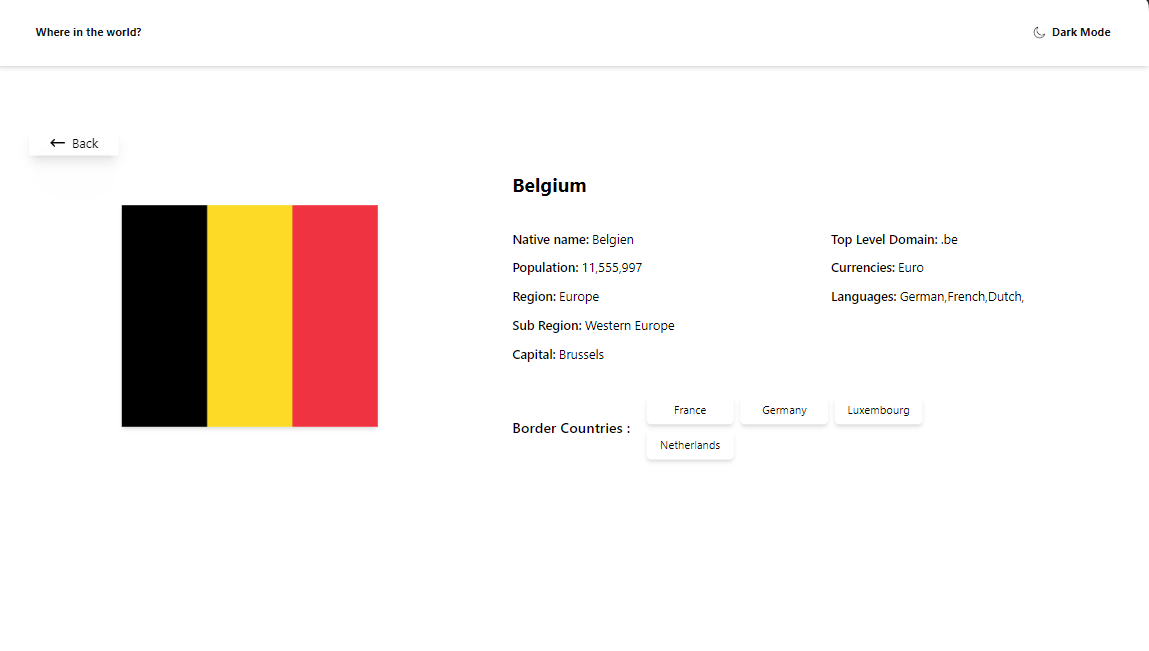 Where in the world?
Dark Mode
Back
Belgium
Native name: Belgien
Population: 11,555,997
Region: Europe
Sub Region: Western Europe
Capital: Brussels
Top Level Domain: .be
Currencies: Euro
Languages: German,French,Dutch,
Border Countries :
France
Germany
Luxembourg
Netherlands